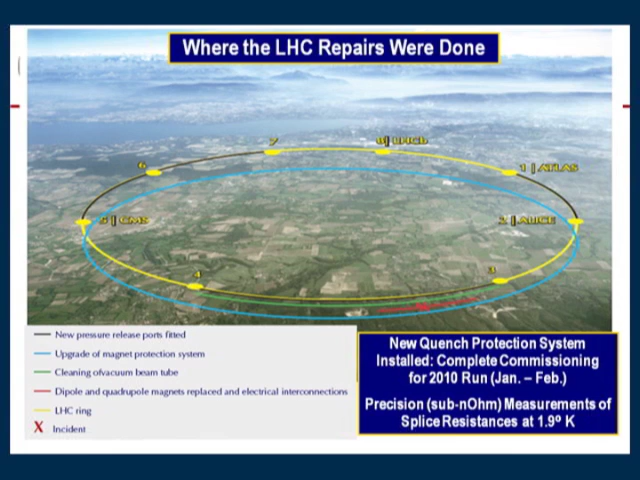 Where the LHC Repairs Were Done
7
8 | LHCb
6
1 | ATLAS
5 | CMS
2 | ALICE
4
3
New pressure release ports fitted
Upgrade of magnet protection system
Cleaning ofvacuum beam tube
Dipole and quadrupole magnets replaced and electrical interconnections
LHC ring
X Incident
New Quench Protection System
Installed: Complete Commissioning
for 2010 Run (Jan. – Feb.)
Precision (sub-nOhm) Measurements of
Splice Resistances at 1.9º K